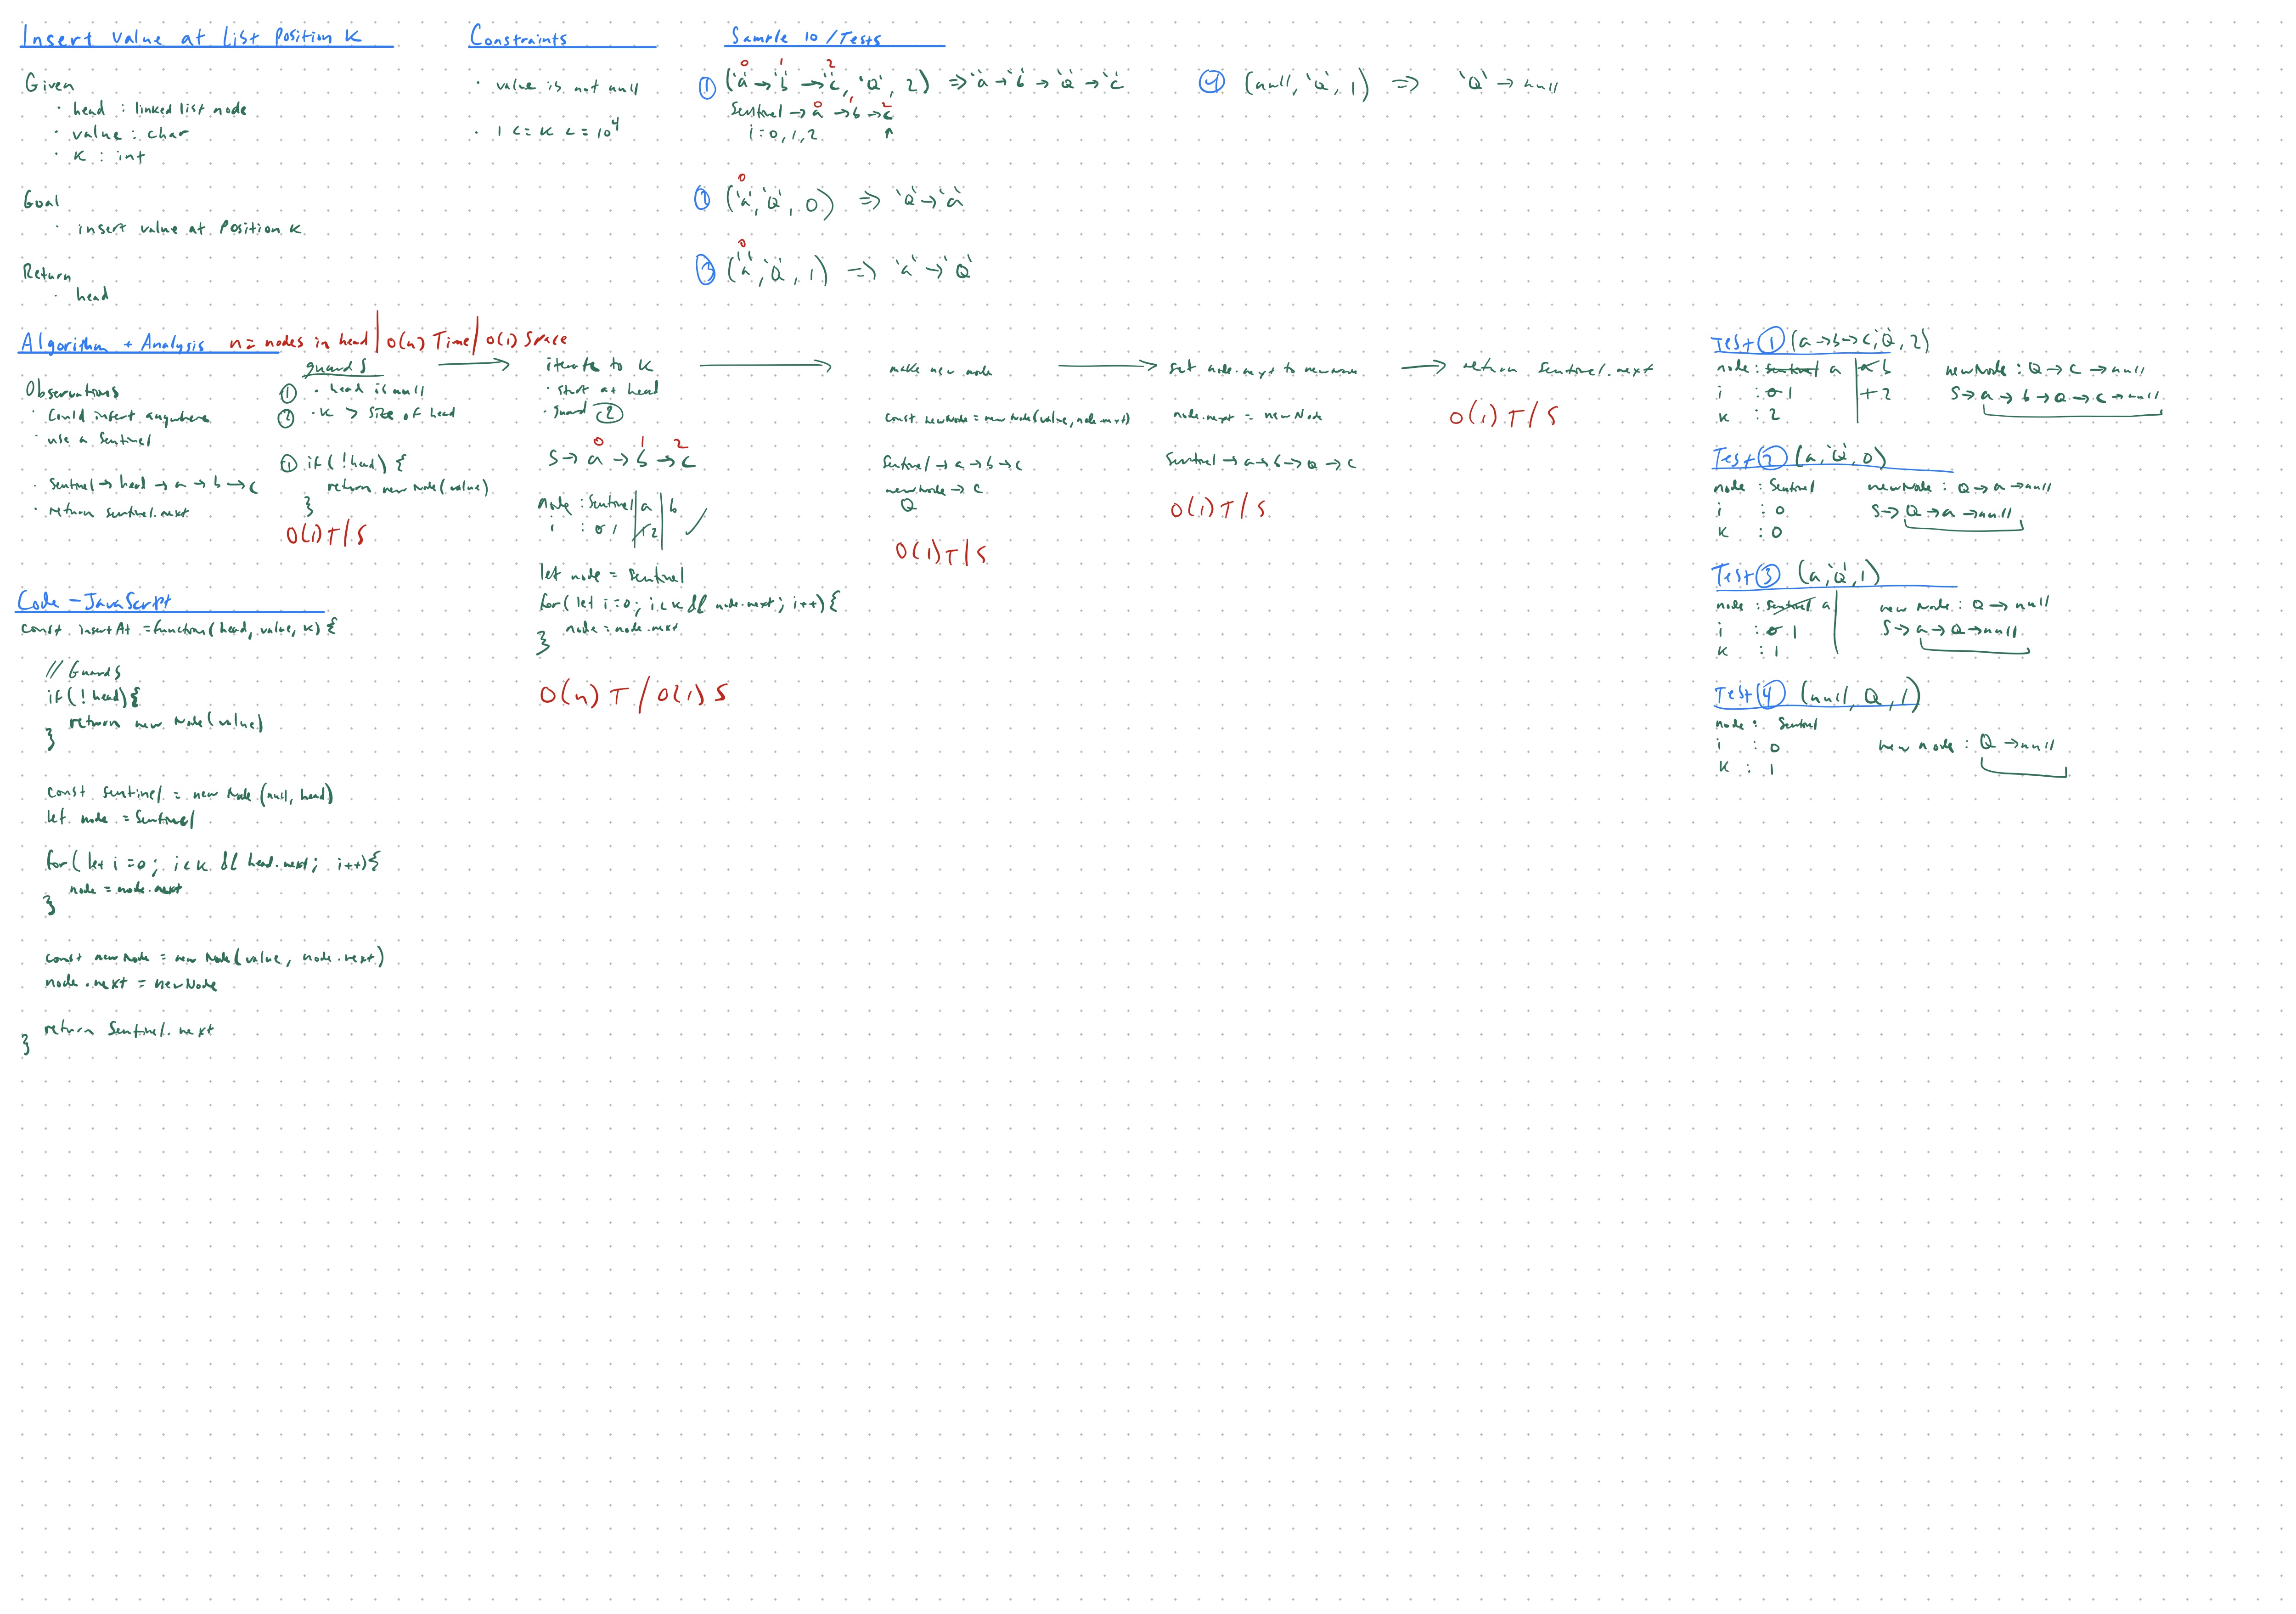 Insert value at List Position K
Given
· head : linked list node
· value : char
· K : int
Goal
· insert value at Position K
Return
· head
Constraints
· value is not null
· 1 <= K <= 10^4
Sample IO/Tests
0 1 2
① ('a' → 'b' → 'c', 'Q', 2) => 'a' → 'b' → 'Q' → 'c'
0 1 2
Sentinel → a → b → c
i = 0, 1, 2 ↑
0
② ('a', 'Q', 0) => 'Q' → 'a'
0
③ ('a', 'Q', 1) => 'a' → 'Q'
④ (null, 'Q', 1) => 'Q' → null
Algorithm + Analysis n = nodes in head | O(n) Time | O(1) Space
Observations
· Could insert anywhere
· use a Sentinel
· Sentinel → head → a → b → c
· return sentinel.next
guards
① · head is null
② · K > size of head
① if (!head) {
return new Node(value)
}
O(1) T/S
iterate to K
· start at head
· guard ②
0 1 2
S → a → b → c
node : Sentinel | a | b
i : 0 1 | 1 2 | ✓
let node = Sentinel
for( let i=0; i<K && node.next; i++){
node = node.next
}
O(n) T / O(1) S
make new node
const newNode = new Node(value, node.next)
Sentinel → a → b → c
newNode → c
Q
O(1) T/S
set node.next to newnode
node.next = newNode
Sentinel → a → b → Q → c
O(1) T/S
return Sentinel.next
O(1) T/S
Test ① (a→b→c, 'Q', 2)
node : sentinel a | a b
i : 0 1 | 1 2
K : 2
newNode : Q → c → null
S → a → b → Q → c → null
Test ② (a, 'Q', 0)
node : Sentinel
i : 0
K : 0
newNode : Q → a → null
S → Q → a → null
Test ③ (a, 'Q', 1)
node : Sentinel a
i : 0 1
K : 1
new Node : Q → null
S → a → Q → null
Test ④ (null, Q, 1)
node : Sentinel
i : 0
K : 1
new node : Q → null
Code - JavaScript
const insertAt = function(head, value, K) {
// Guards
if (!head){
return new Node(value)
}
const sentinel = new Node(null, head)
let node = Sentinel
for( let i=0; i<K && head.next; i++){
node = node.next
}
const newNode = new Node(value, node.next)
node.next = newNode
return Sentinel.next
}